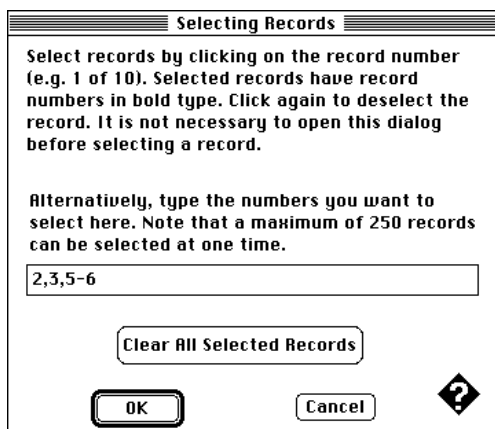 Selecting Records
Select records by clicking on the record number
(e.g. 1 of 10). Selected records have record
numbers in bold type. Click again to deselect the
record. It is not necessary to open this dialog
before selecting a record.
Alternatively, type the numbers you want to
select here. Note that a maximum of 250 records
can be selected at one time.
2,3,5-6
Clear All Selected Records
OK
Cancel
?